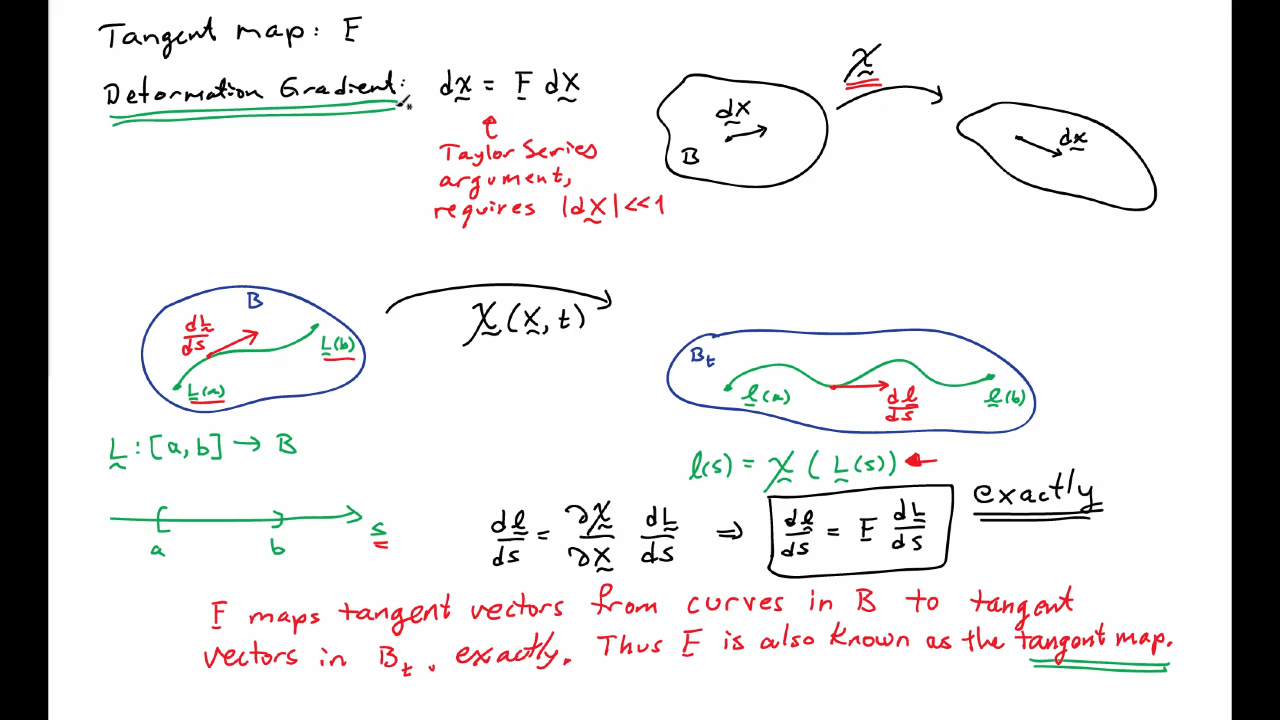 Tangent map: F
Deformation Gradient: dx = F dX
Taylor Series
argument,
requires |dX| << 1
dX
B
χ
dx
B
dL/ds
L(a)
L(b)
χ(X, t)
B_t
l(a)
dl/ds
l(b)
L : [a, b] → B
a
b
s
l(s) = χ(L(s))
dl/ds = ∂χ/∂X dL/ds ⇒ dl/ds = F dL/ds
exactly
F maps tangent vectors from curves in B to tangent
vectors in B_t, exactly. Thus F is also known as the tangent map.